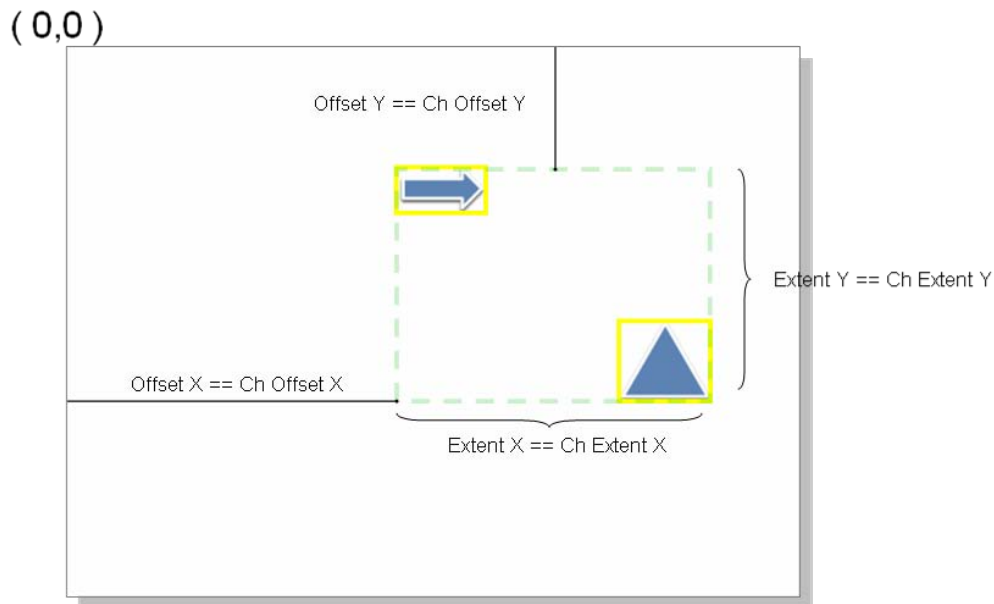 ( 0,0 )
Offset Y == Ch Offset Y
Extent Y == Ch Extent Y
Offset X == Ch Offset X
Extent X == Ch Extent X